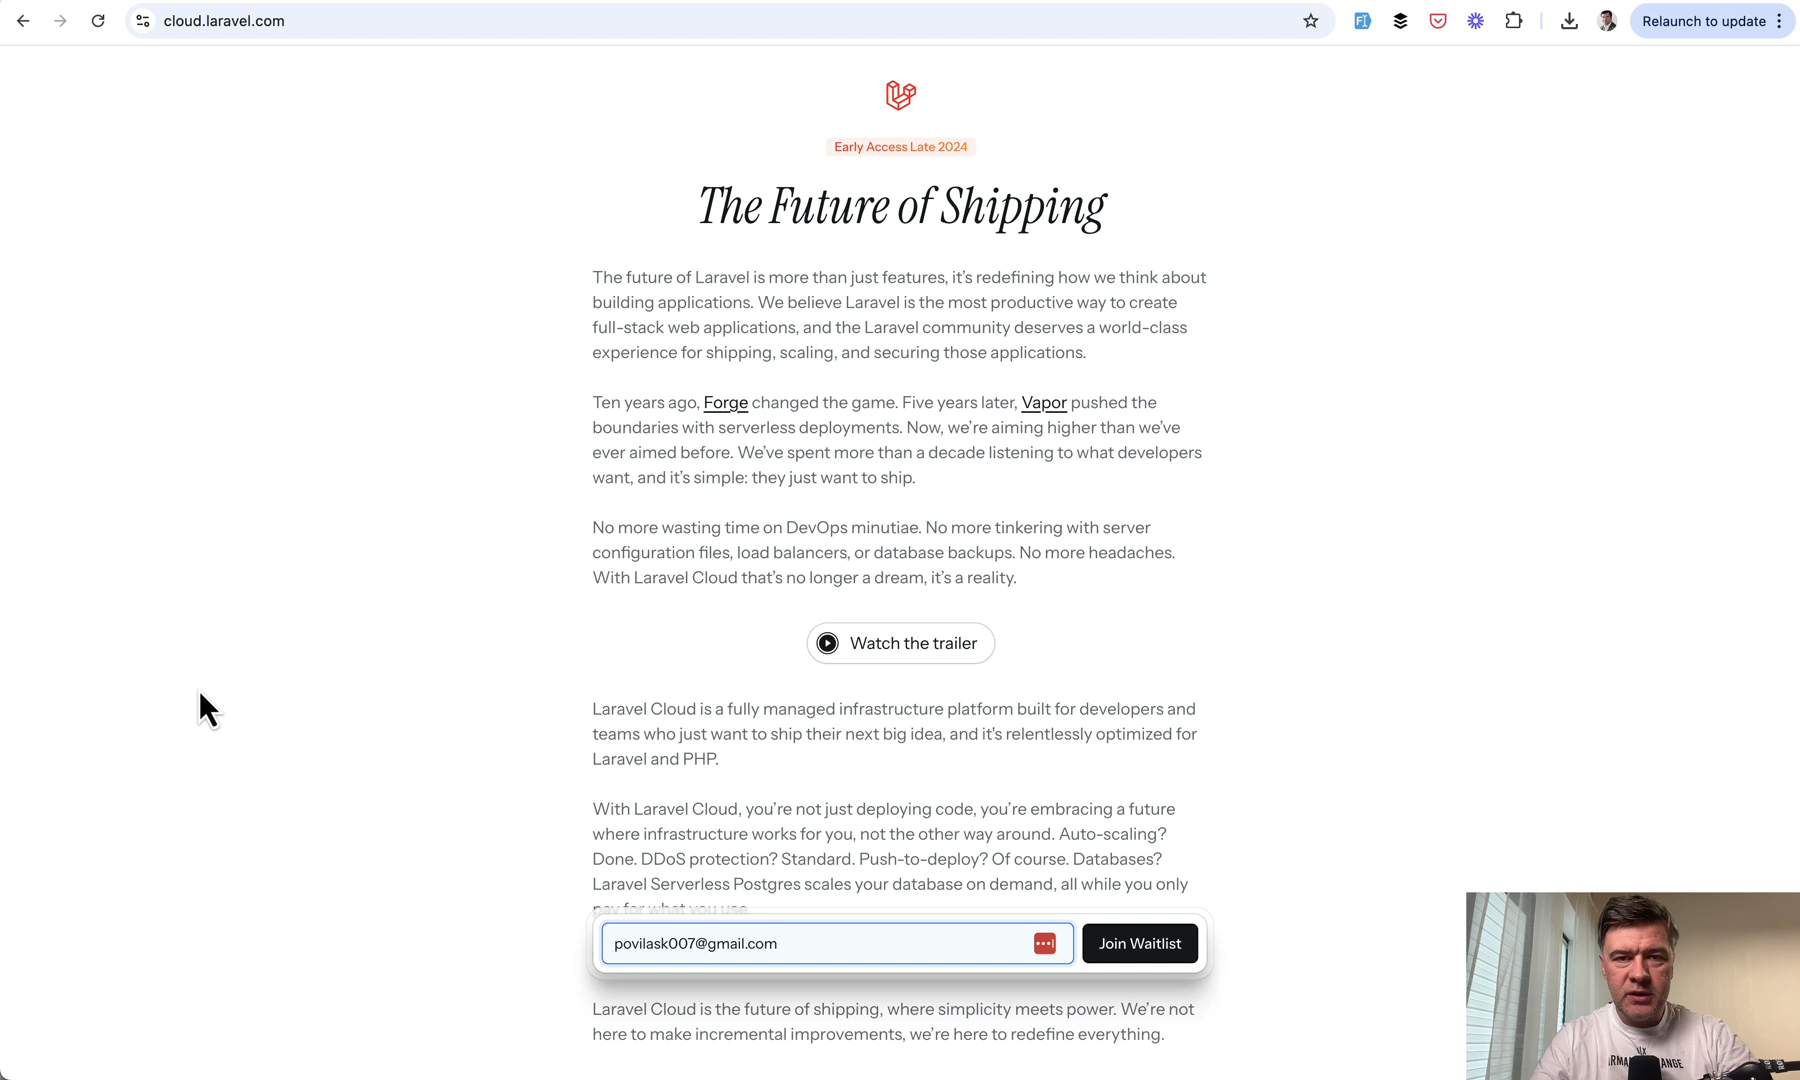 cloud.laravel.com
Relaunch to update
Early Access Late 2024
The Future of Shipping
The future of Laravel is more than just features, it's redefining how we think about
building applications. We believe Laravel is the most productive way to create
full-stack web applications, and the Laravel community deserves a world-class
experience for shipping, scaling, and securing those applications.
Ten years ago, Forge changed the game. Five years later, Vapor pushed the
boundaries with serverless deployments. Now, we're aiming higher than we've
ever aimed before. We've spent more than a decade listening to what developers
want, and it's simple: they just want to ship.
No more wasting time on DevOps minutiae. No more tinkering with server
configuration files, load balancers, or database backups. No more headaches.
With Laravel Cloud that's no longer a dream, it's a reality.
Watch the trailer
Laravel Cloud is a fully managed infrastructure platform built for developers and
teams who just want to ship their next big idea, and it's relentlessly optimized for
Laravel and PHP.
With Laravel Cloud, you're not just deploying code, you're embracing a future
where infrastructure works for you, not the other way around. Auto-scaling?
Done. DDoS protection? Standard. Push-to-deploy? Of course. Databases?
Laravel Serverless Postgres scales your database on demand, all while you only
pay for what you use.
povilask007@gmail.com
Join Waitlist
Laravel Cloud is the future of shipping, where simplicity meets power. We're not
here to make incremental improvements, we're here to redefine everything.